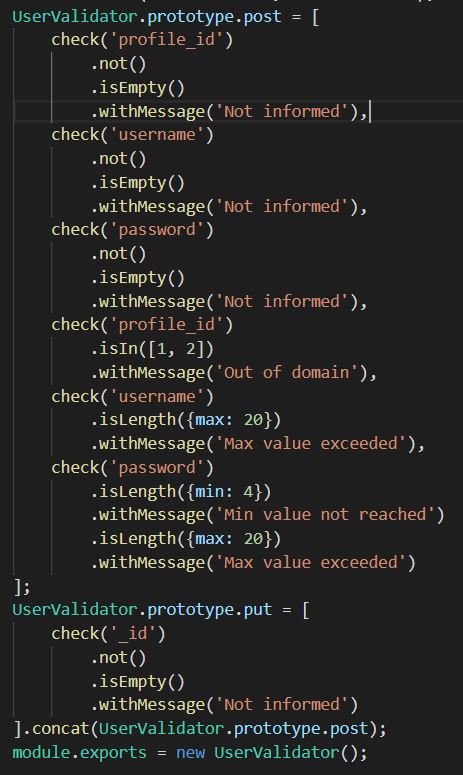 UserValidator.prototype.post = [
    check('profile_id')
        .not()
        .isEmpty()
        .withMessage('Not informed'),
    check('username')
        .not()
        .isEmpty()
        .withMessage('Not informed'),
    check('password')
        .not()
        .isEmpty()
        .withMessage('Not informed'),
    check('profile_id')
        .isIn([1, 2])
        .withMessage('Out of domain'),
    check('username')
        .isLength({max: 20})
        .withMessage('Max value exceeded'),
    check('password')
        .isLength({min: 4})
        .withMessage('Min value not reached')
        .isLength({max: 20})
        .withMessage('Max value exceeded')
];
UserValidator.prototype.put = [
    check('_id')
        .not()
        .isEmpty()
        .withMessage('Not informed')
].concat(UserValidator.prototype.post);
module.exports = new UserValidator();